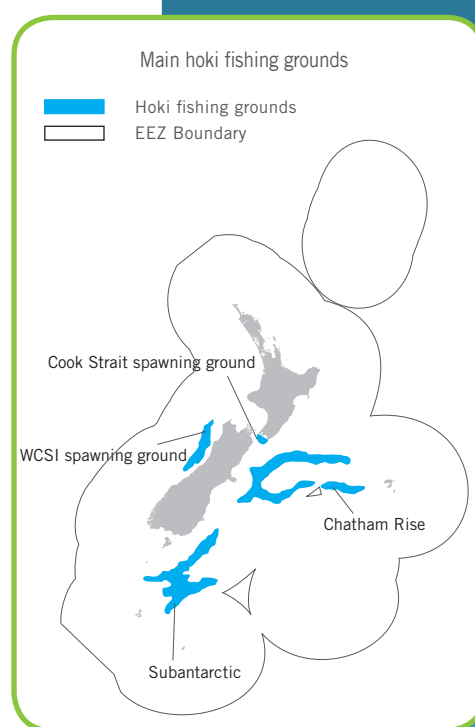 Main hoki fishing grounds
Hoki fishing grounds
EEZ Boundary
Cook Strait spawning ground
WCSI spawning ground
Chatham Rise
Subantarctic